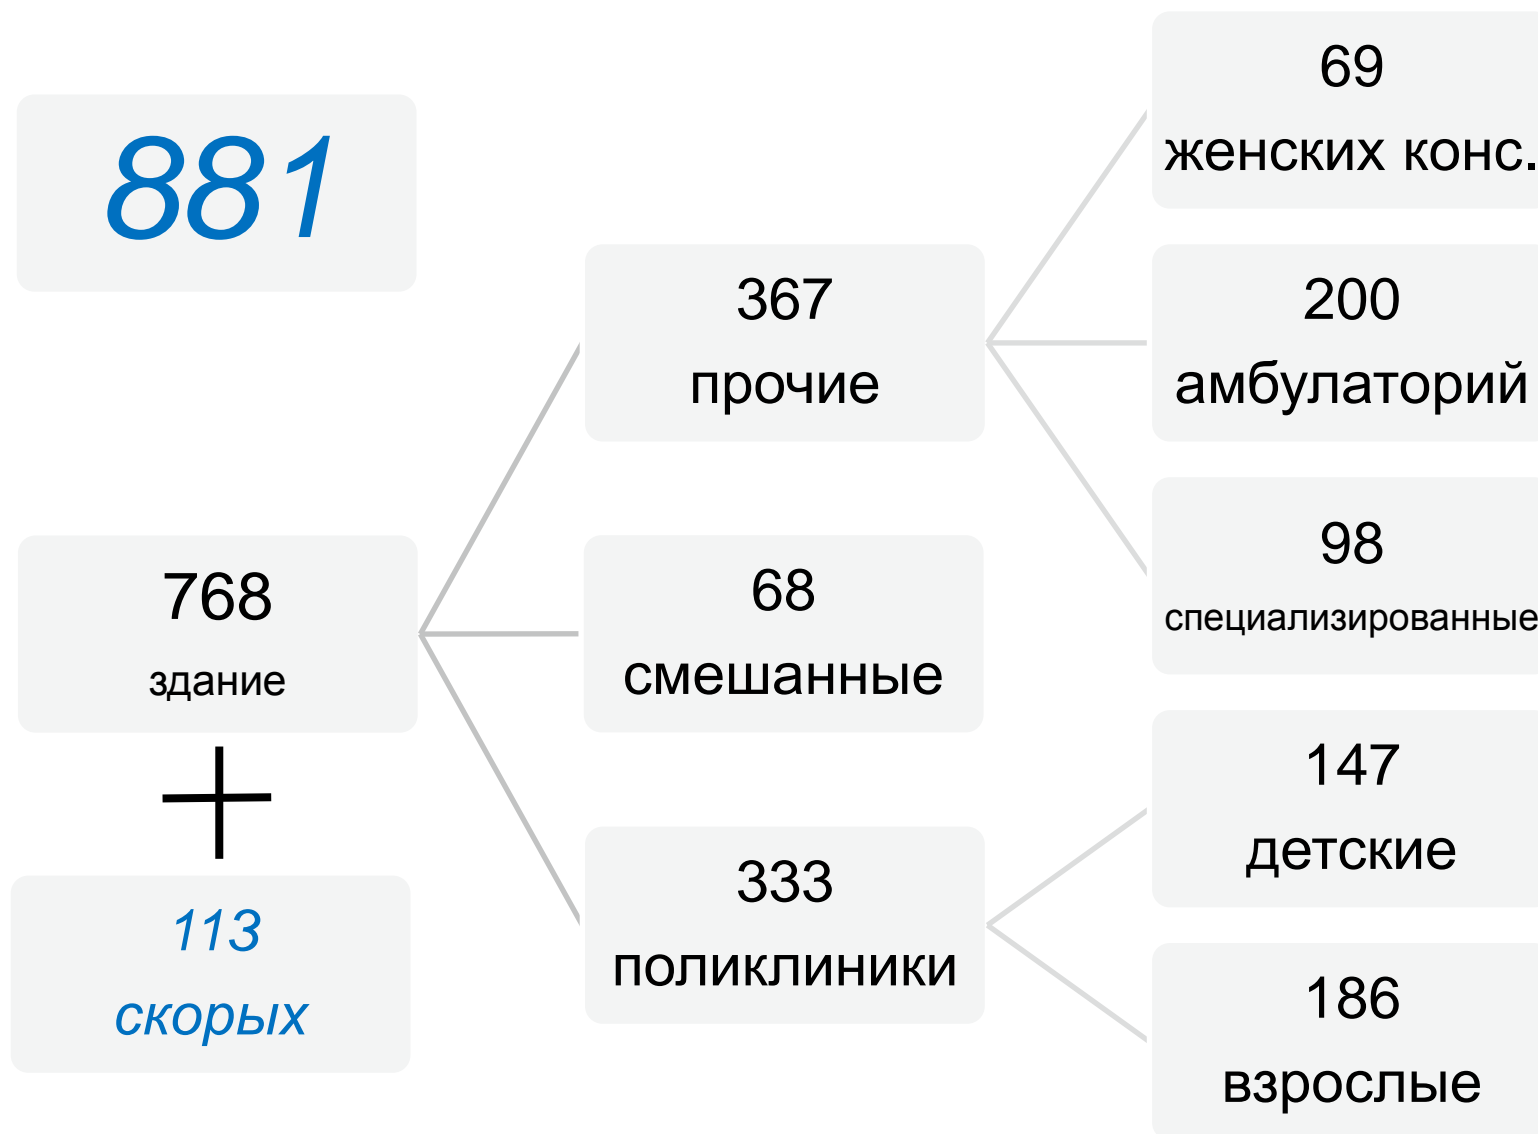 881
768
здание
113
скорых
367
прочие
68
смешанные
333
поликлиники
69
женских конс.
200
амбулаторий
98
специализированные
147
детские
186
взрослые